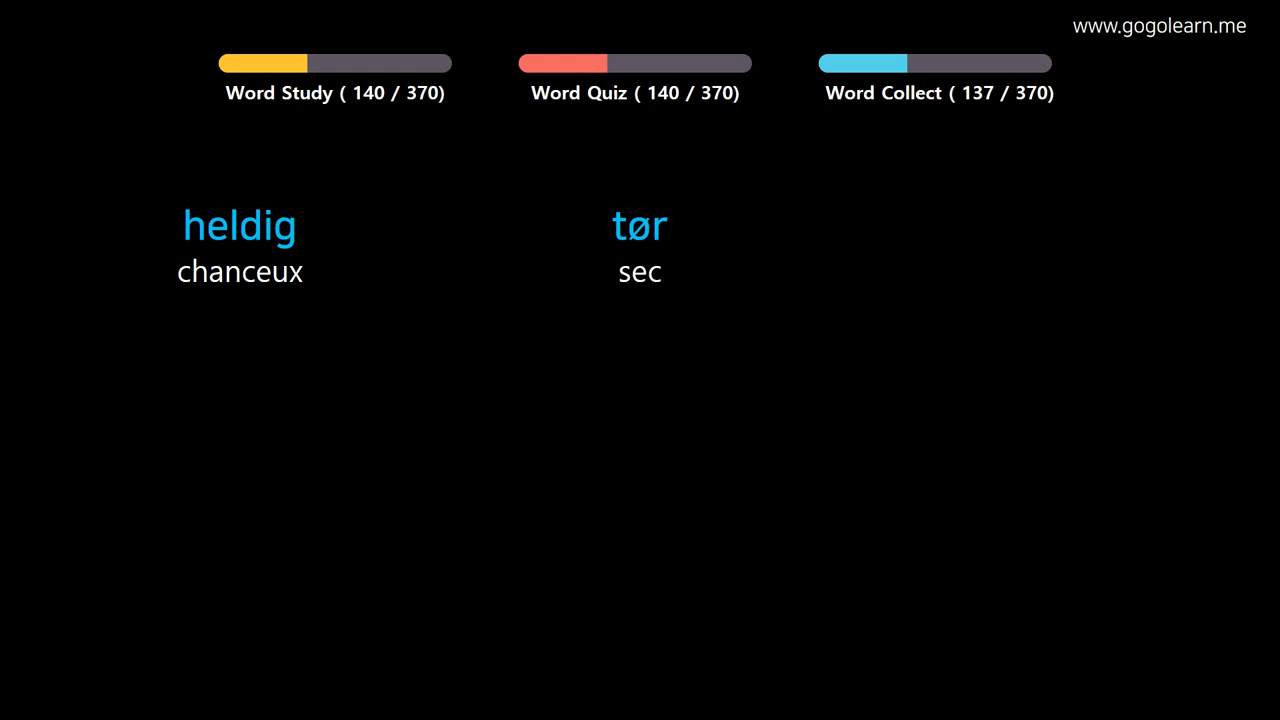 www.gogolearn.me
Word Study ( 140 / 370)
Word Quiz ( 140 / 370)
Word Collect ( 137 / 370)
heldig
chanceux
tør
sec